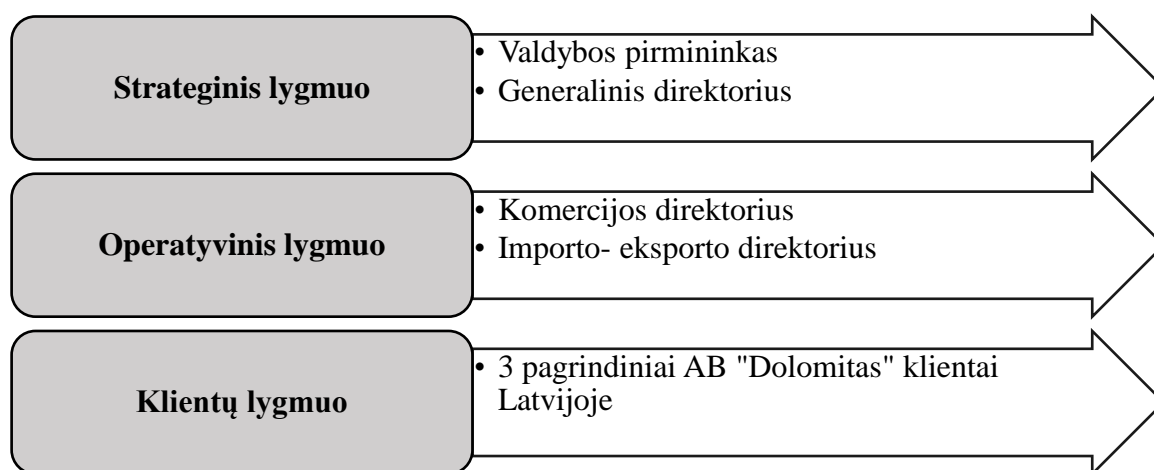 Strateginis lygmuo
• Valdybos pirmininkas
• Generalinis direktorius
Operatyvinis lygmuo
• Komercijos direktorius
• Importo- eksporto direktorius
Klientų lygmuo
• 3 pagrindiniai AB "Dolomitas" klientai
Latvijoje